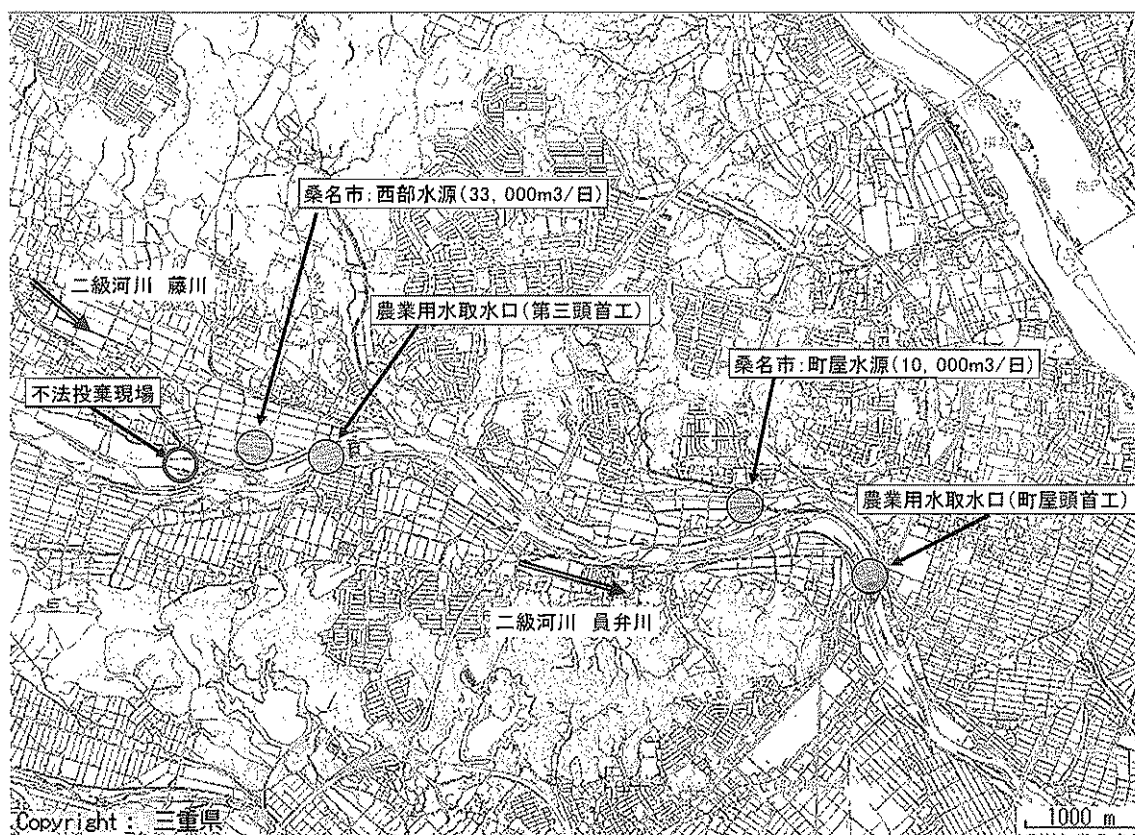 桑名市:西部水源(33,000m3/日)
二級河川 藤川
農業用水取水口(第三頭首工)
桑名市:町屋水源(10,000m3/日)
不法投棄現場
農業用水取水口(町屋頭首工)
二級河川 員弁川
Copyright : 三重県
1000 m